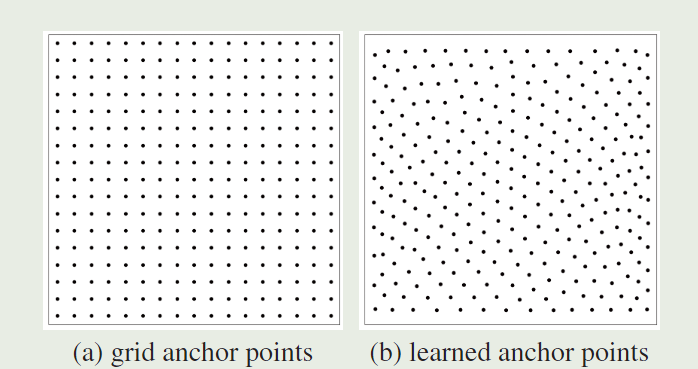 (a) grid anchor points
(b) learned anchor points